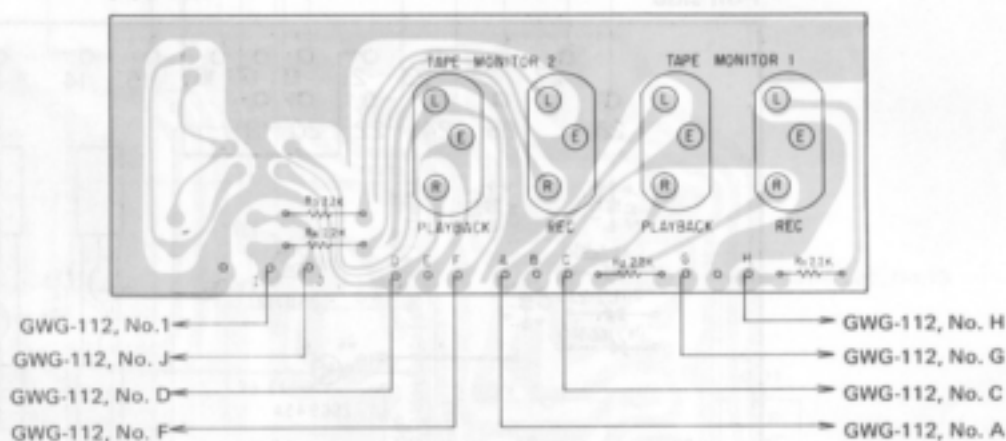 TAPE MONITOR 2 TAPE MONITOR 1
L L L L
E E E E
R R R R
PLAYBACK REC PLAYBACK REC
D E F A B C G H
GWG-112, No.1
GWG-112, No. J
GWG-112, No. D
GWG-112, No. F
GWG-112, No. H
GWG-112, No. G
GWG-112, No. C
GWG-112, No. A